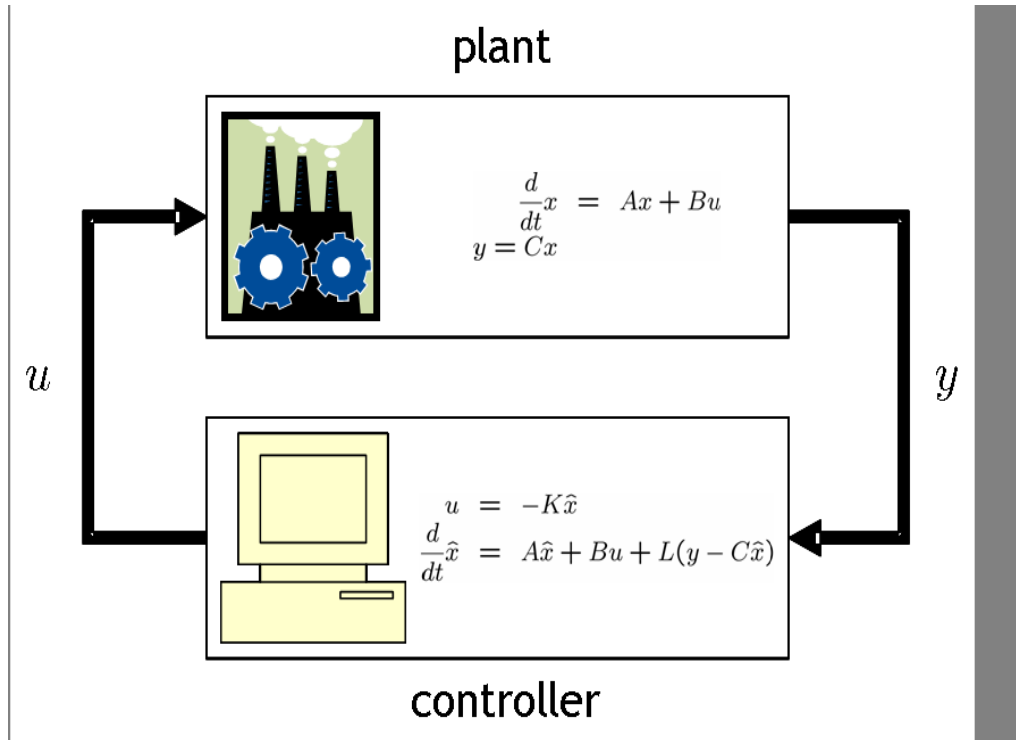 plant
d/dt x = Ax + Bu
y = Cx
u
y
u = −Kx̂
d/dt x̂ = Ax̂ + Bu + L(y − Cx̂)
controller